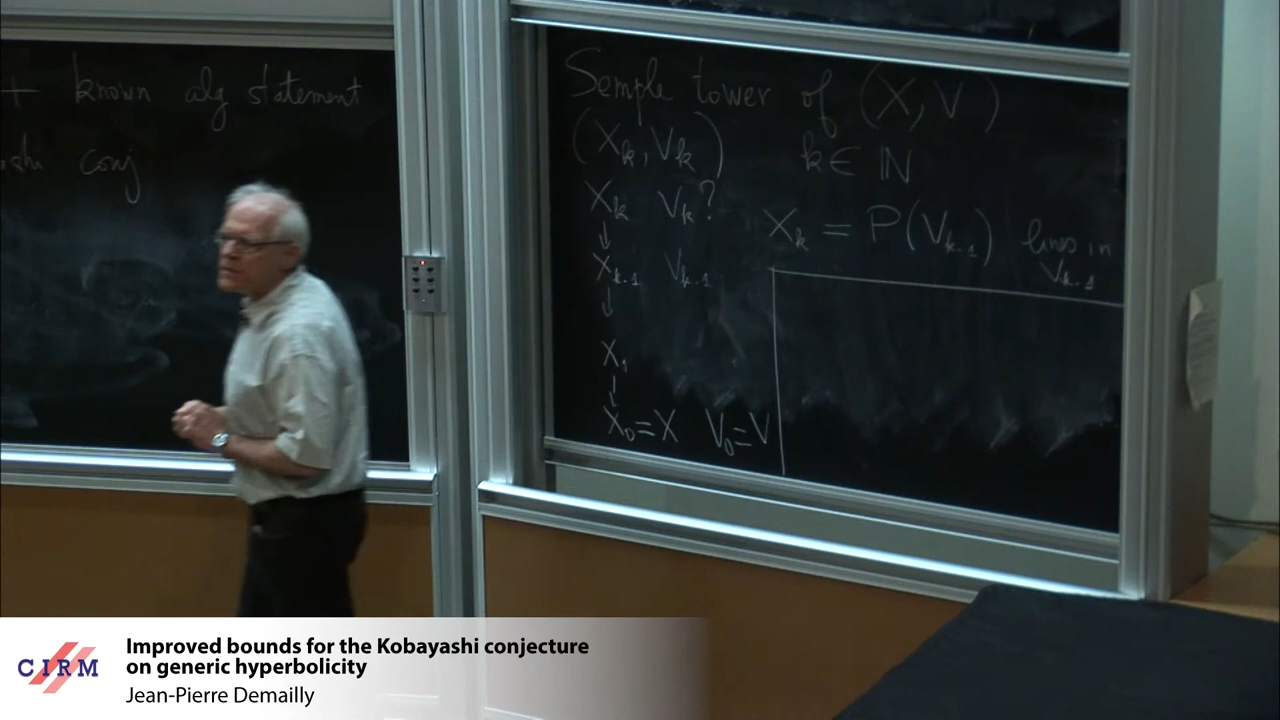 + known alg statement
conj
Semple tower of (X, V)
(X_k, V_k) k ∈ ℕ
X_k V_k?
X_k = P(V_{k-1}) lines in V_{k-1}
↓
X_{k-1} V_{k-1}
↓
X_1
↓
X_0 = X V_0 = V
CIRM
Improved bounds for the Kobayashi conjecture
on generic hyperbolicity
Jean-Pierre Demailly